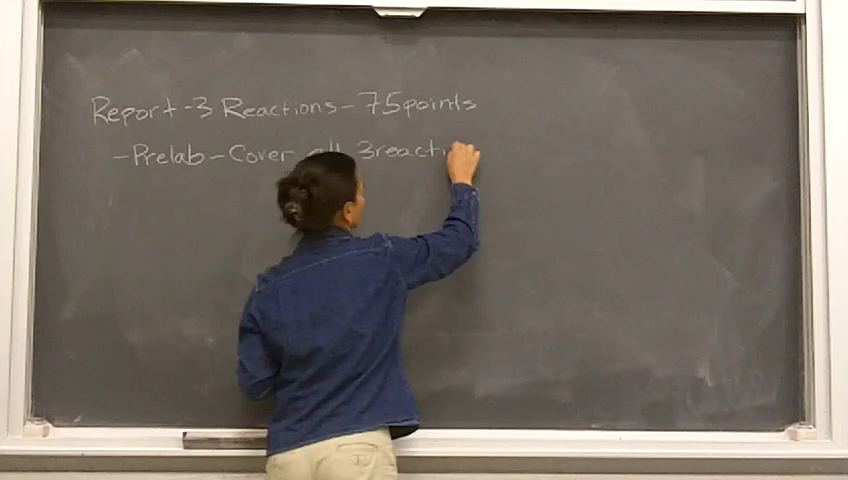 Report -3 Reactions - 75 points
- Prelab - Cover all 3 reacti